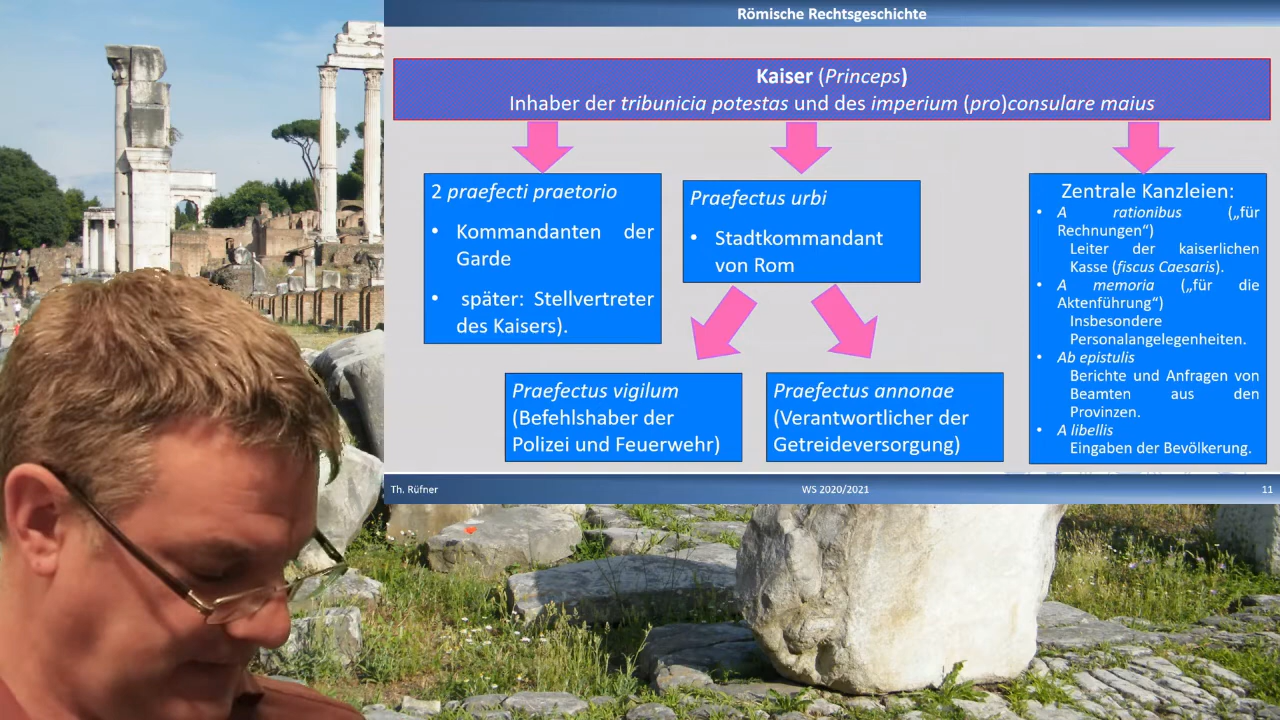 Römische Rechtsgeschichte
Kaiser (Princeps)
Inhaber der tribunicia potestas und des imperium (pro)consulare maius
2 praefecti praetorio
• Kommandanten der
Garde
• später: Stellvertreter
des Kaisers).
Praefectus urbi
• Stadtkommandant
von Rom
Praefectus vigilum
(Befehlshaber der
Polizei und Feuerwehr)
Praefectus annonae
(Verantwortlicher der
Getreideversorgung)
Zentrale Kanzleien:
• A rationibus („für
Rechnungen“)
Leiter der kaiserlichen
Kasse (fiscus Caesaris).
• A memoria („für die
Aktenführung“)
Insbesondere
Personalangelegenheiten.
• Ab epistulis
Berichte und Anfragen von
Beamten aus den
Provinzen.
• A libellis
Eingaben der Bevölkerung.
Th. Rüfner
WS 2020/2021
11